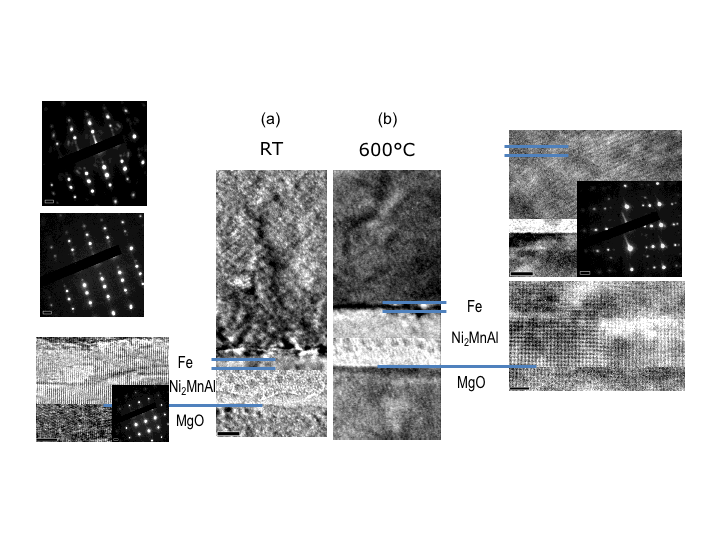 (a)
(b)
RT
600°C
Fe
Ni₂MnAl
MgO
Fe
Ni₂MnAl
MgO